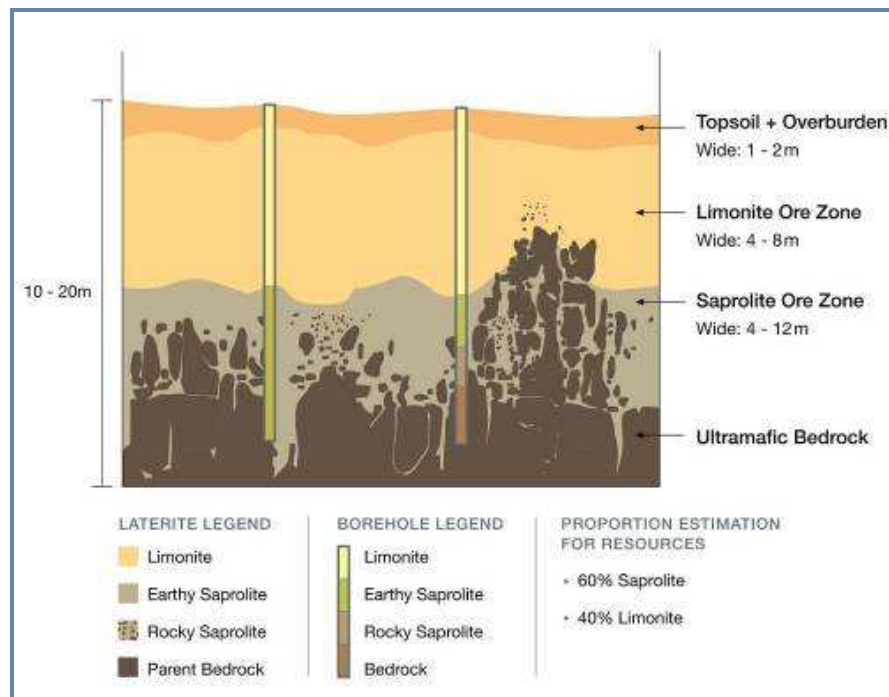 Topsoil + Overburden
Wide: 1 - 2m
Limonite Ore Zone
Wide: 4 - 8m
10 - 20m
Saprolite Ore Zone
Wide: 4 - 12m
Ultramafic Bedrock
LATERITE LEGEND
Limonite
Earthy Saprolite
Rocky Saprolite
Parent Bedrock
BOREHOLE LEGEND
Limonite
Earthy Saprolite
Rocky Saprolite
Bedrock
PROPORTION ESTIMATION
FOR RESOURCES
• 60% Saprolite
• 40% Limonite